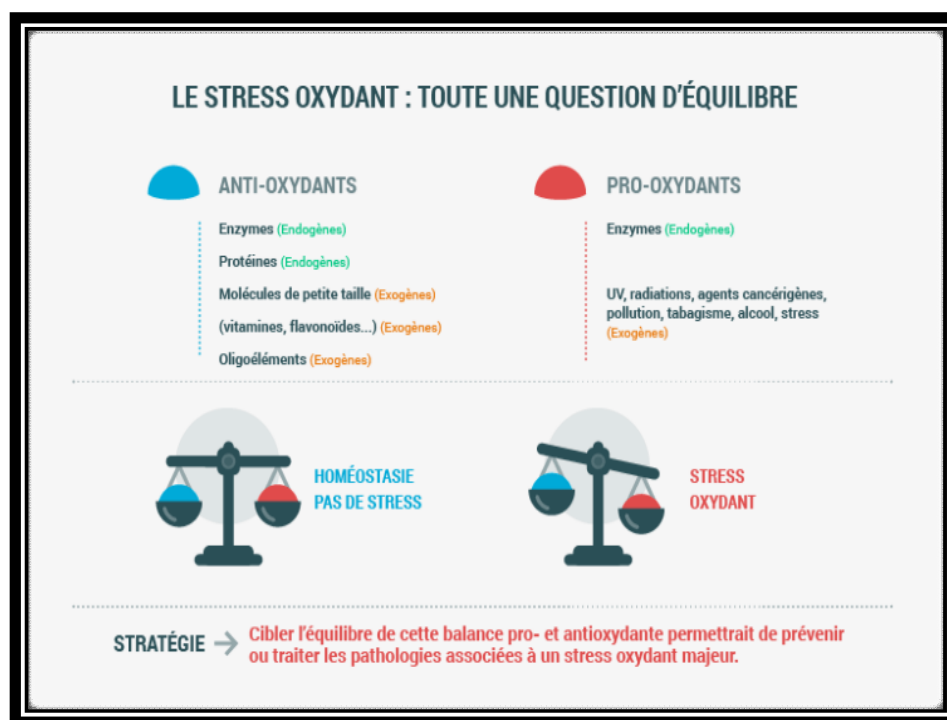 LE STRESS OXYDANT : TOUTE UNE QUESTION D'ÉQUILIBRE
ANTI-OXYDANTS
Enzymes (Endogènes)
Protéines (Endogènes)
Molécules de petite taille (Exogènes)
(vitamines, flavonoïdes...) (Exogènes)
Oligoéléments (Exogènes)
PRO-OXYDANTS
Enzymes (Endogènes)
UV, radiations, agents cancérigènes,
pollution, tabagisme, alcool, stress
(Exogènes)
HOMÉOSTASIE
PAS DE STRESS
STRESS
OXYDANT
STRATÉGIE → Cibler l'équilibre de cette balance pro- et antioxydante permettrait de prévenir
ou traiter les pathologies associées à un stress oxydant majeur.